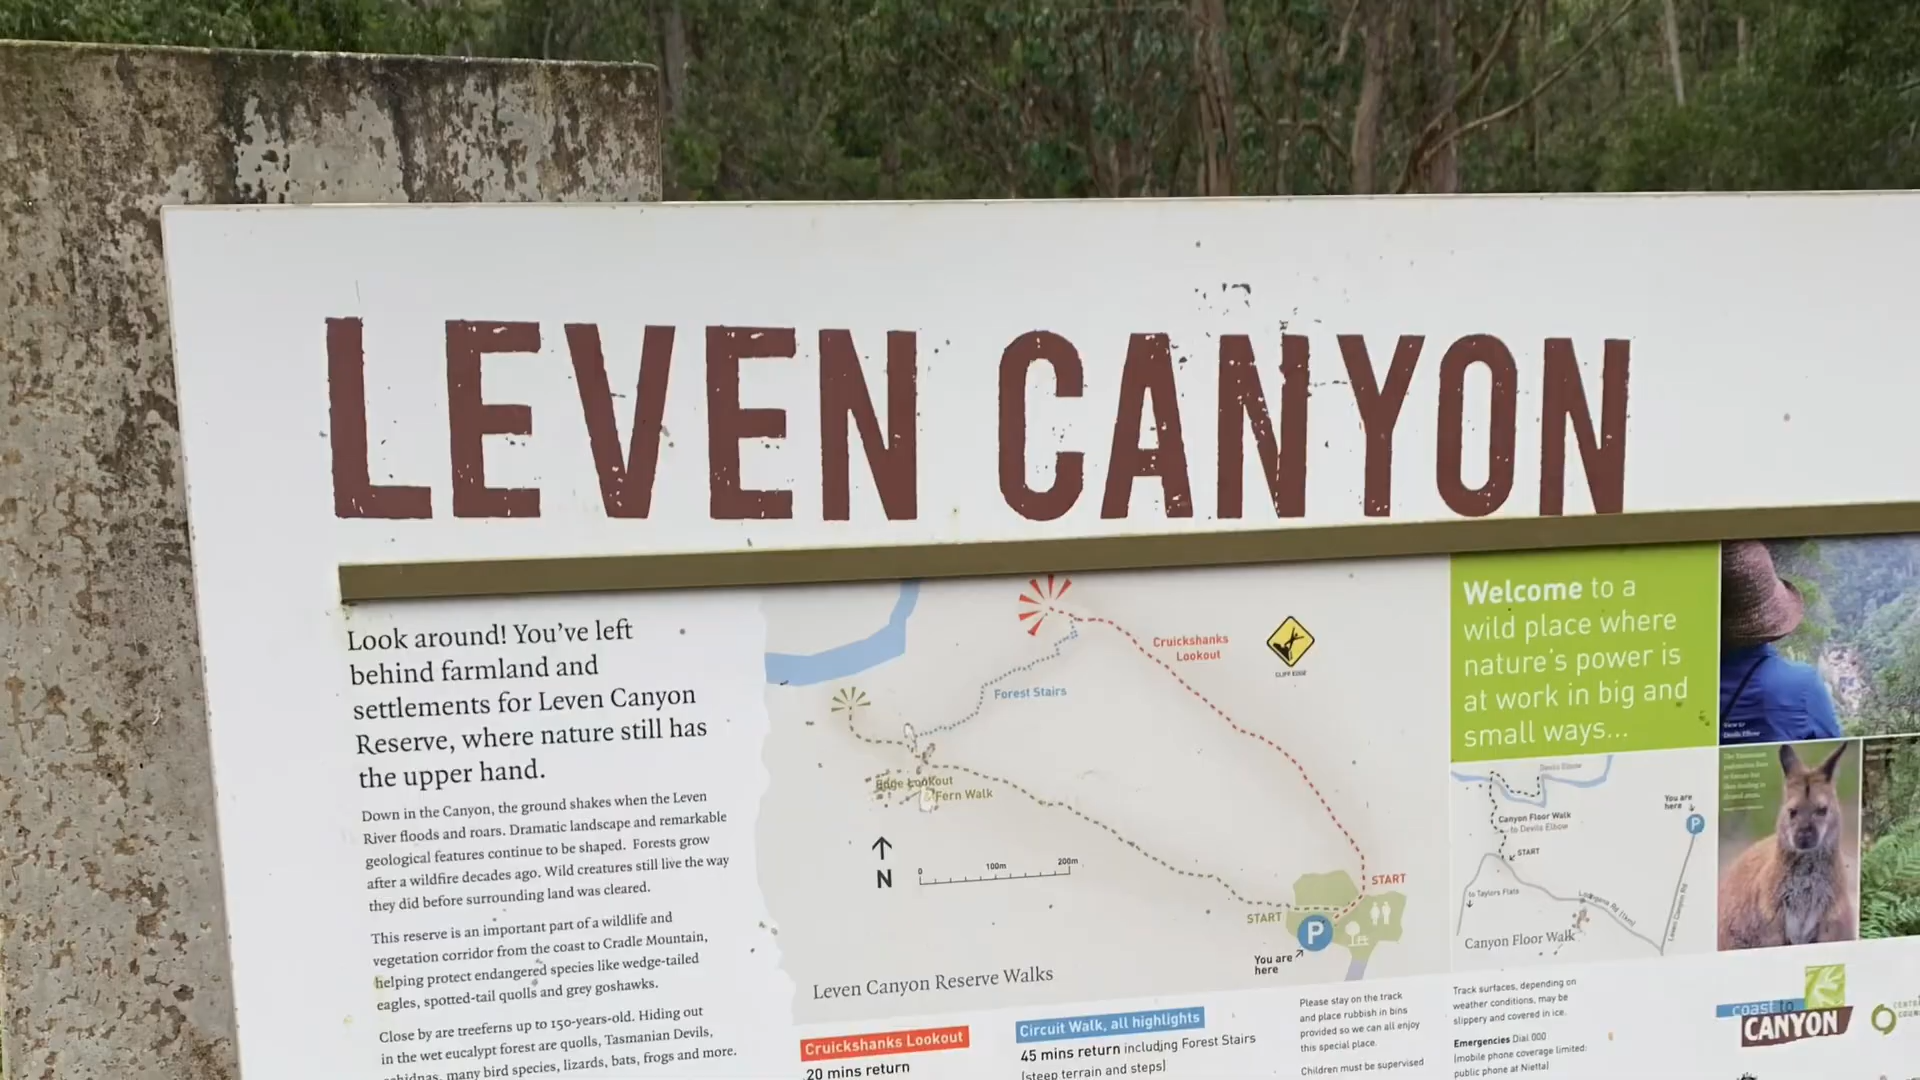 LEVEN CANYON
Look around! You've left
behind farmland and
settlements for Leven Canyon
Reserve, where nature still has
the upper hand.
Down in the Canyon, the ground shakes when the Leven
River floods and roars. Dramatic landscape and remarkable
geological features continue to be shaped. Forests grow
after a wildfire decades ago. Wild creatures still live the way
they did before surrounding land was cleared.
This reserve is an important part of a wildlife and
vegetation corridor from the coast to Cradle Mountain,
helping protect endangered species like wedge-tailed
eagles, spotted-tail quolls and grey goshawks.
Close by are treeferns up to 150-years-old. Hiding out
in the wet eucalypt forest are quolls, Tasmanian Devils,
many bird species, lizards, bats, frogs and more.
Cruickshanks
Lookout
CLIFF EDGE
Forest Stairs
Edge Lookout
Fern Walk
N
0 100m 200m
START
START
P
You are
here
Leven Canyon Reserve Walks
Cruickshanks Lookout
20 mins return
Circuit Walk, all highlights
45 mins return including Forest Stairs
(steep terrain and steps)
Please stay on the track
and place rubbish in bins
provided so we can all enjoy
this special place.
Children must be supervised
Welcome to a
wild place where
nature's power is
at work in big and
small ways...
View to
Devils Elbow
Devils Elbow
You are
here
P
Canyon Floor Walk
to Devils Elbow
START
to Taylors Flats
Leven Canyon Rd
Canyon Floor Walk
Track surfaces, depending on
weather conditions, may be
slippery and covered in ice.
Emergencies Dial 000
(mobile phone coverage limited:
public phone at Nietta)
coast to
CANYON